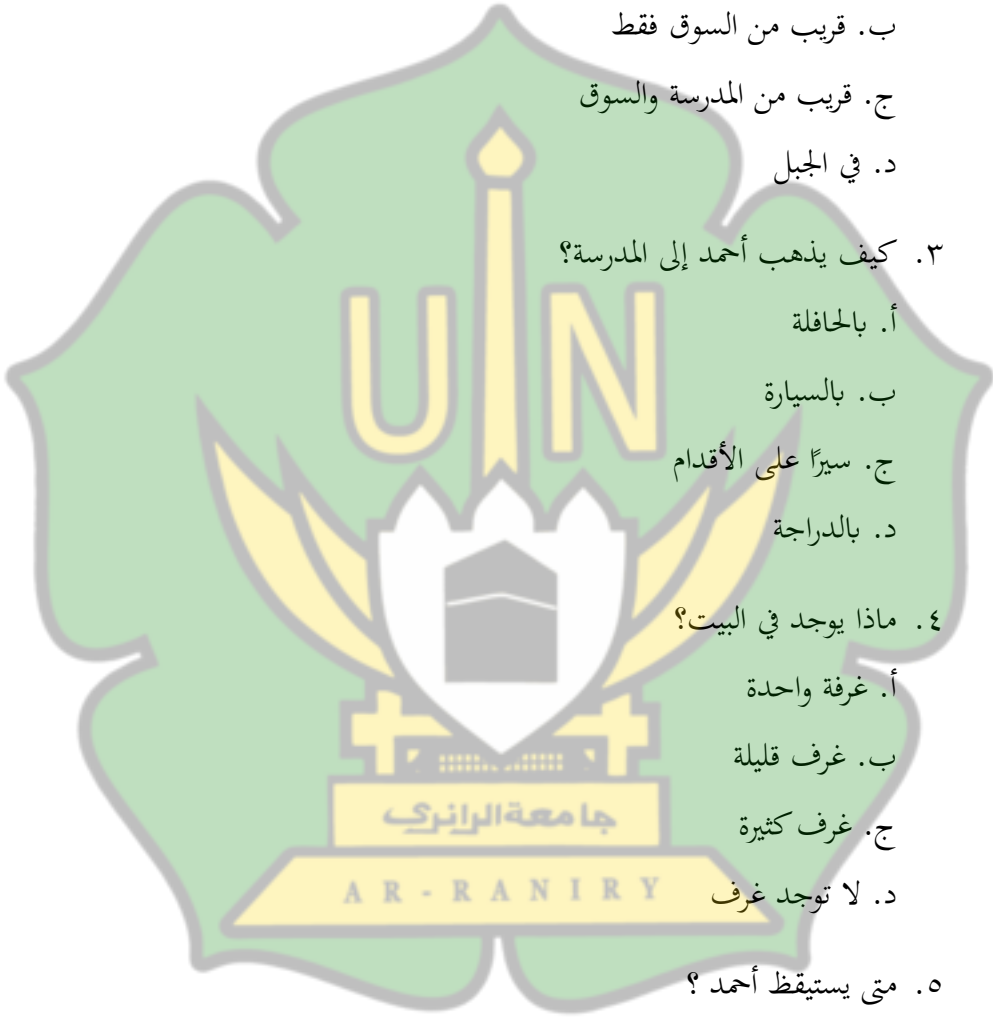 ب. قريب من السوق فقط
ج. قريب من المدرسة والسوق
د. في الجبل
٣. كيف يذهب أحمد إلى المدرسة؟
أ. بالحافلة
ب. بالسيارة
ج. سيرًا على الأقدام
د. بالدراجة
٤. ماذا يوجد في البيت؟
أ. غرفة واحدة
ب. غرف قليلة
ج. غرف كثيرة
د. لا توجد غرف
٥. متى يستيقظ أحمد ؟
UIN
جامعة الرانري
AR-RANIRY